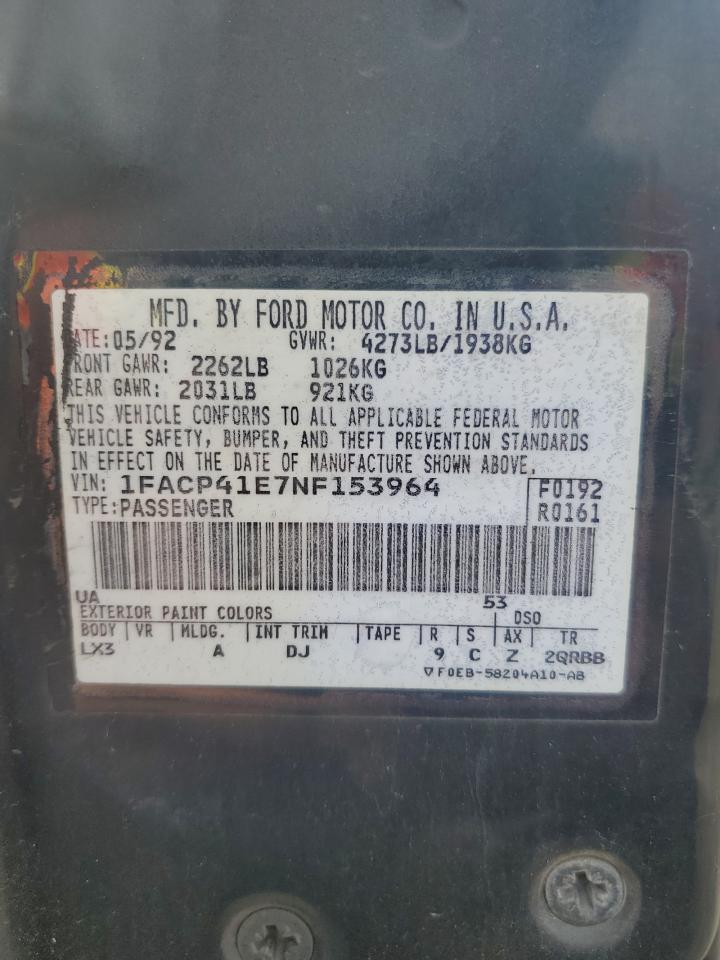 MFD. BY FORD MOTOR CO. IN U.S.A.
ATE: 05/92 GVWR: 4273LB/1938KG
RONT GAWR: 2262LB 1026KG
REAR GAWR: 2031LB 921KG
THIS VEHICLE CONFORMS TO ALL APPLICABLE FEDERAL MOTOR
VEHICLE SAFETY, BUMPER, AND THEFT PREVENTION STANDARDS
IN EFFECT ON THE DATE OF MANUFACTURE SHOWN ABOVE.
VIN: 1FACP41E7NF153964 F0192
TYPE: PASSENGER R0161
UA 53
EXTERIOR PAINT COLORS DSO
BODY VR MLDG. INT TRIM TAPE R S AX TR
LX3 A DJ 9 C Z 2QRBB
F0EB-58204A10-AB